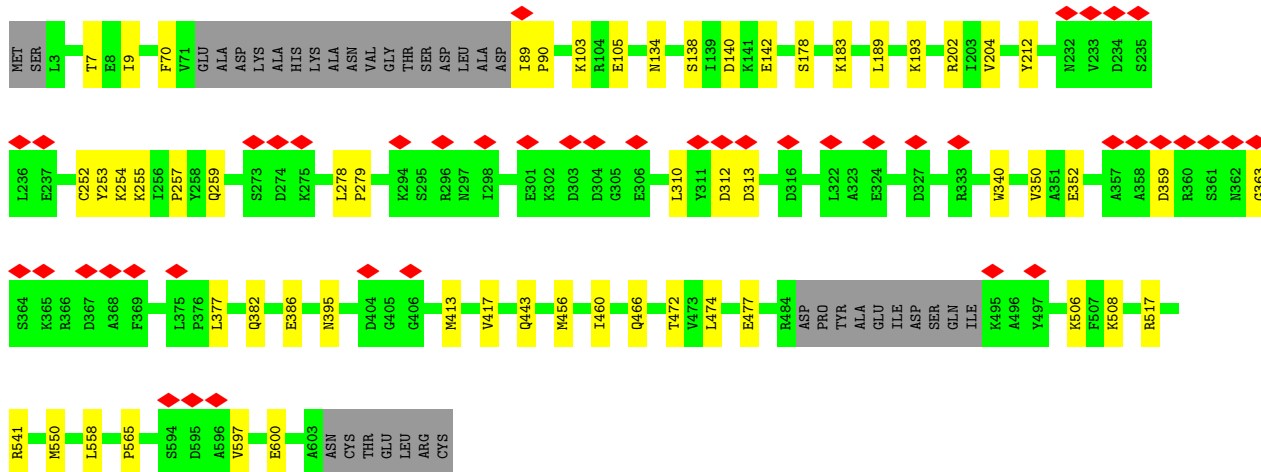 MET SER L3 T7 E8 I9 F70 V71 GLU ALA ASP LYS ALA HIS LYS ALA ASN VAL GLY THR SER ASP LEU ALA ASP I89 P90 K103 R104 E105 N134 S138 I139 D140 K141 E142 S178 K183 L189 K193 R202 I203 V204 Y212 N232 V233 D234 S235
L236 E237 C252 Y253 K254 K255 I256 P257 Y258 Q259 S273 D274 K275 L278 P279 K294 S295 R296 N297 I298 E301 K302 D303 D304 G305 E306 L310 Y311 D312 D313 D316 L322 A323 E324 D327 R333 W340 V350 A351 E352 A357 A358 D359 R360 S361 N362 G363
S364 K365 R366 D367 A368 F369 L375 P376 L377 Q382 E386 N395 D404 G405 G406 M413 V417 Q443 M456 I460 Q466 T472 V473 L474 E477 R484 ASP PRO TYR ALA GLU ILE ASP SER GLN ILE K495 A496 Y497 K506 F507 K508 R517
R541 M550 L558 P565 S594 D595 A596 V597 E600 A603 ASN CYS THR GLU LEU ARG CYS